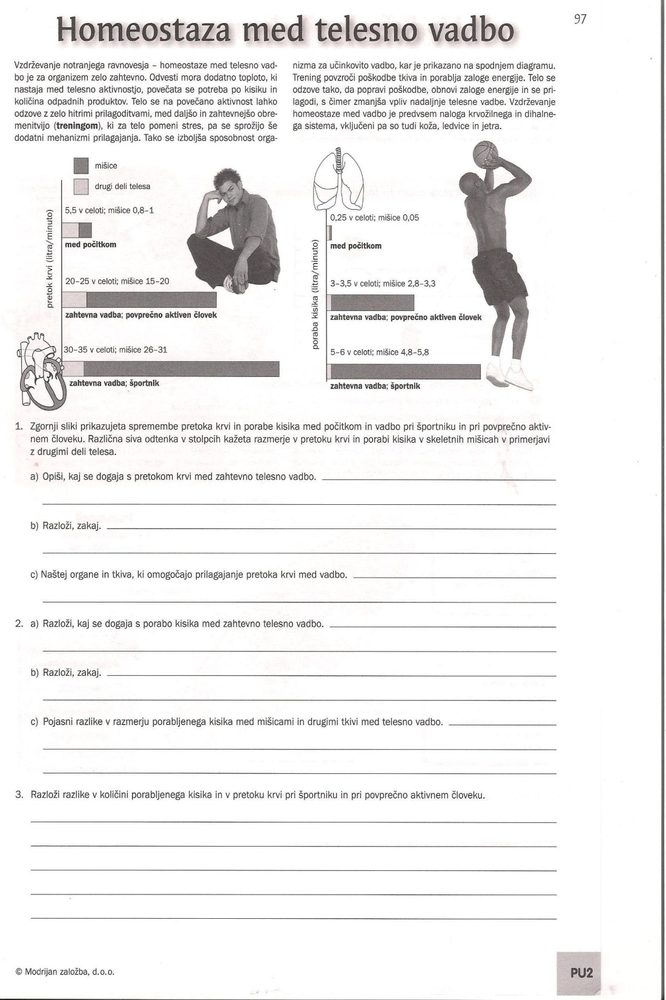 97
Homeostaza med telesno vadbo
Vzdrževanje notranjega ravnovesja – homeostaze med telesno vad-
bo je za organizem zelo zahtevno. Odvesti mora dodatno toploto, ki
nastaja med telesno aktivnostjo, povečata se potreba po kisiku in
količina odpadnih produktov. Telo se na povečano aktivnost lahko
odzove z zelo hitrimi prilagoditvami, med daljšo in zahtevnejšo obre-
menitvijo (treningom), ki za telo pomeni stres, pa se sprožijo še
dodatni mehanizmi prilagajanja. Tako se izboljša sposobnost orga-
nizma za učinkovito vadbo, kar je prikazano na spodnjem diagramu.
Trening povzroči poškodbe tkiva in porablja zaloge energije. Telo se
odzove tako, da popravi poškodbe, obnovi zaloge energije in se pri-
lagodi, s čimer zmanjša vpliv nadaljnje telesne vadbe. Vzdrževanje
homeostaze med vadbo je predvsem naloga krvožilnega in dihalne-
ga sistema, vključeni pa so tudi koža, ledvice in jetra.
mišice
drugi deli telesa
pretok krvi (litra/minuto)
5,5 v celoti; mišice 0,8–1
med počitkom
20–25 v celoti; mišice 15–20
zahtevna vadba; povprečno aktiven človek
30–35 v celoti; mišice 26–31
zahtevna vadba; športnik
poraba kisika (litra/minuto)
0,25 v celoti; mišice 0,05
med počitkom
3–3,5 v celoti; mišice 2,8–3,3
zahtevna vadba; povprečno aktiven človek
5–6 v celoti; mišice 4,8–5,8
zahtevna vadba; športnik
1. Zgornji sliki prikazujeta spremembe pretoka krvi in porabe kisika med počitkom in vadbo pri športniku in pri povprečno aktiv-
nem človeku. Različna siva odtenka v stolpcih kažeta razmerje v pretoku krvi in porabi kisika v skeletnih mišicah v primerjavi
z drugimi deli telesa.
a) Opiši, kaj se dogaja s pretokom krvi med zahtevno telesno vadbo.
b) Razloži, zakaj.
c) Naštej organe in tkiva, ki omogočajo prilagajanje pretoka krvi med vadbo.
2. a) Razloži, kaj se dogaja s porabo kisika med zahtevno telesno vadbo.
b) Razloži, zakaj.
c) Pojasni razlike v razmerju porabljenega kisika med mišicami in drugimi tkivi med telesno vadbo.
3. Razloži razlike v količini porabljenega kisika in v pretoku krvi pri športniku in pri povprečno aktivnem človeku.
© Modrijan založba, d.o.o.
PU2